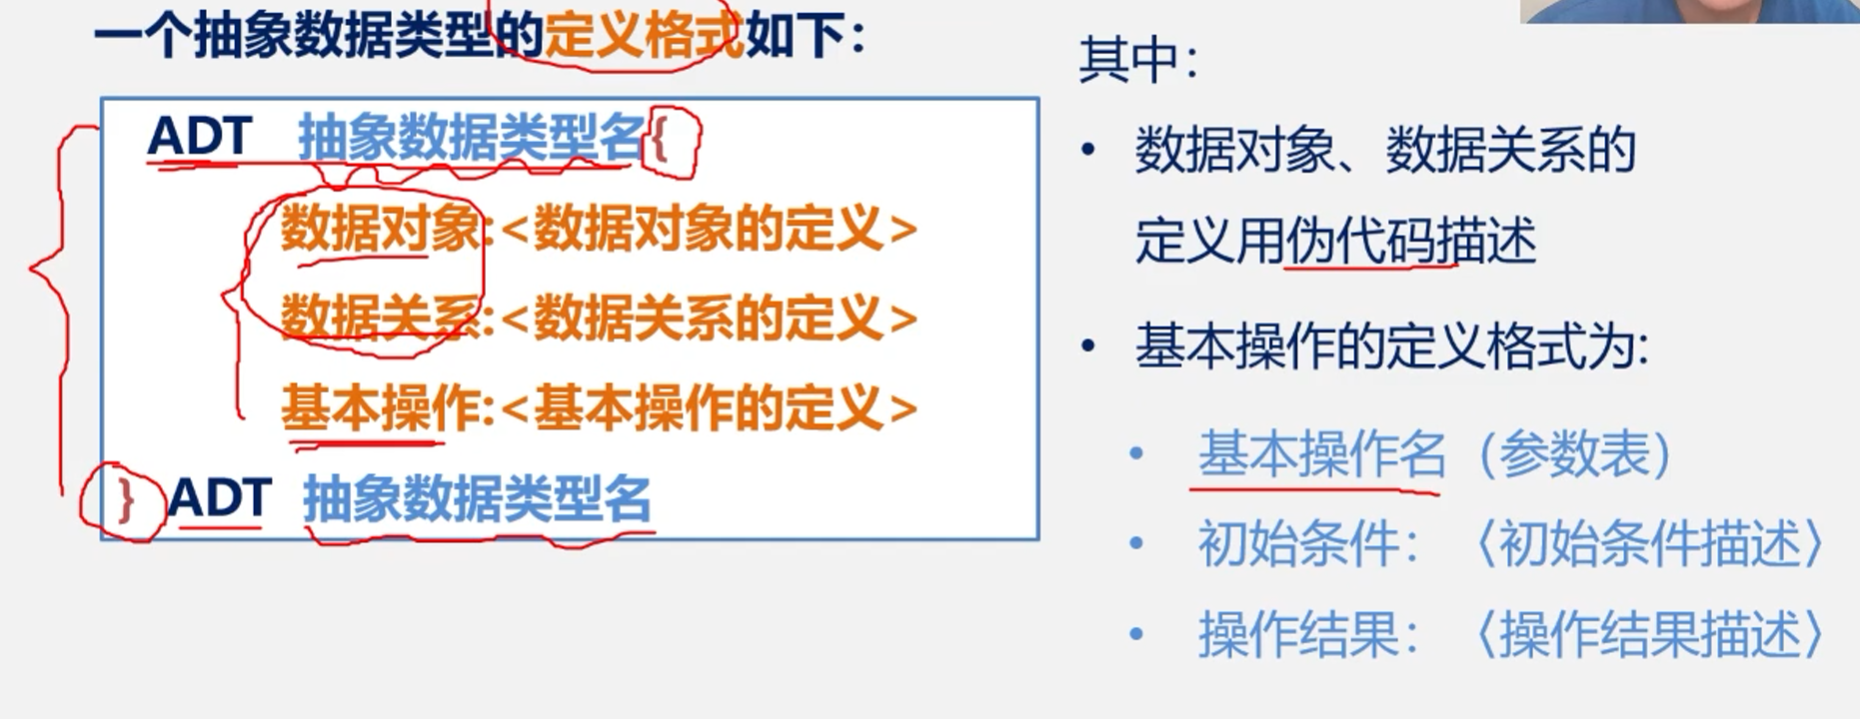 一个抽象数据类型的定义格式如下：
ADT 抽象数据类型名{
数据对象:<数据对象的定义>
数据关系:<数据关系的定义>
基本操作:<基本操作的定义>
} ADT 抽象数据类型名
其中：
• 数据对象、数据关系的
定义用伪代码描述
• 基本操作的定义格式为:
• 基本操作名（参数表）
• 初始条件：〈初始条件描述〉
• 操作结果：〈操作结果描述〉